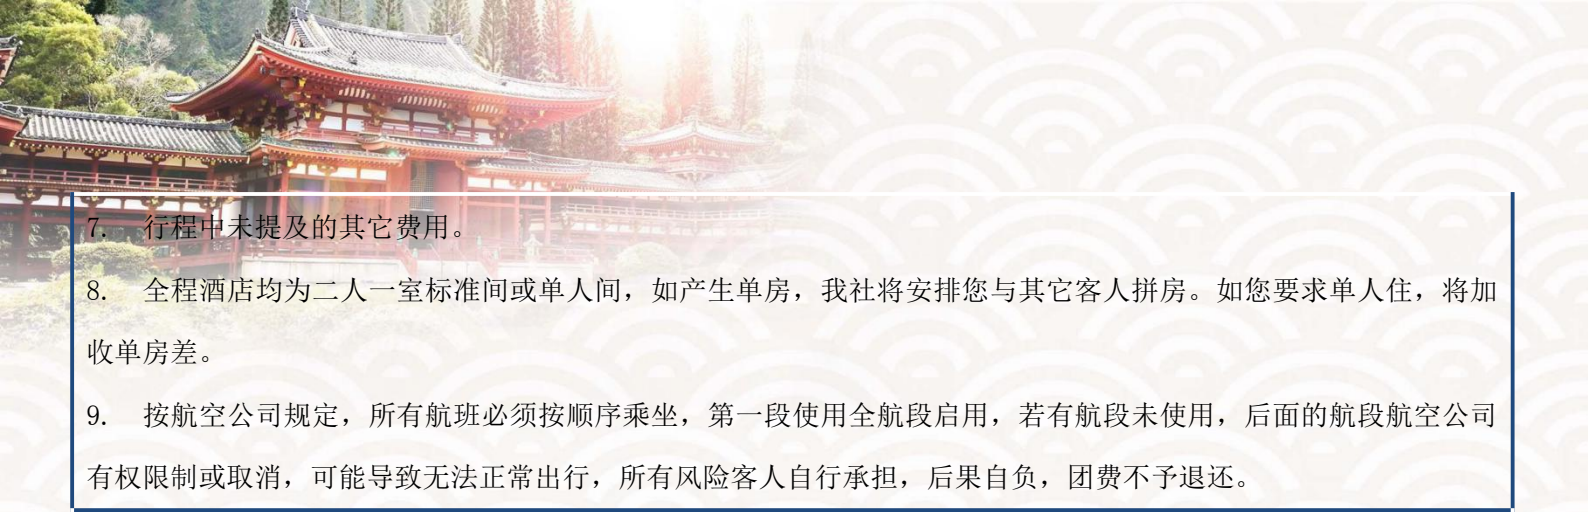 7. 行程中未提及的其它费用。
8. 全程酒店均为二人一室标准间或单人间，如产生单房，我社将安排您与其它客人拼房。如您要求单人住，将加
收单房差。
9. 按航空公司规定，所有航班必须按顺序乘坐，第一段使用全航段启用，若有航段未使用，后面的航段航空公司
有权限制或取消，可能导致无法正常出行，所有风险客人自行承担，后果自负，团费不予退还。